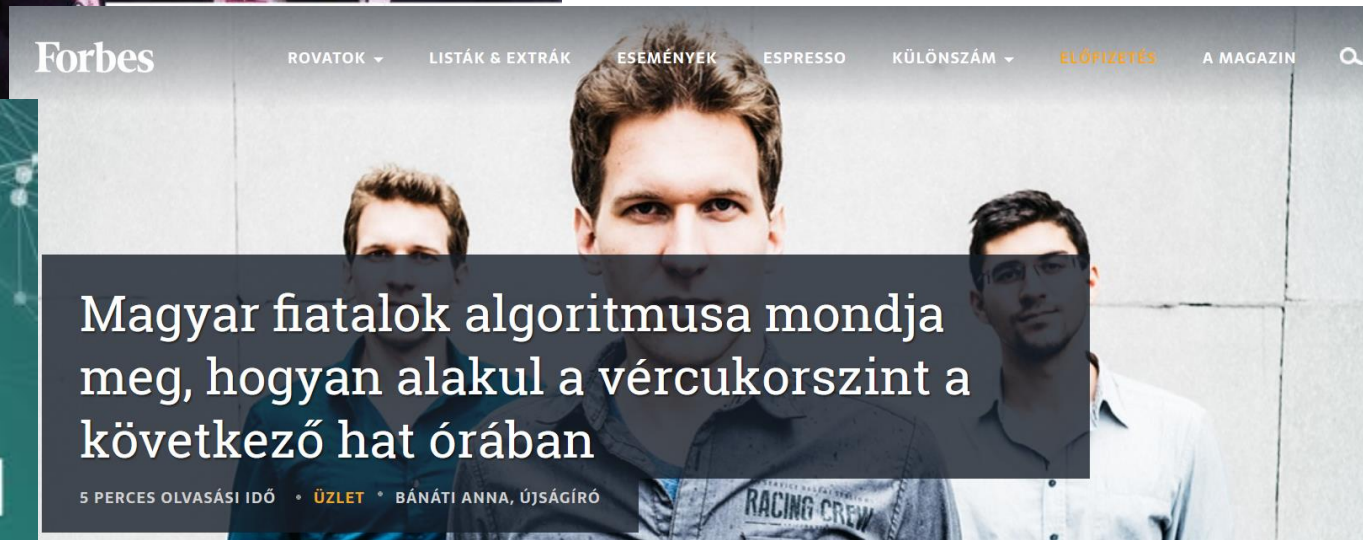 Forbes
ROVATOK LISTÁK & EXTRÁK ESEMÉNYEK ESPRESSO KÜLÖNSZÁM ELŐFIZETÉS A MAGAZIN
Magyar fiatalok algoritmusa mondja
meg, hogyan alakul a vércukorszint a
következő hat órában
5 PERCES OLVASÁSI IDŐ • ÜZLET • BÁNÁTI ANNA, ÚJSÁGÍRÓ
RACING CREW